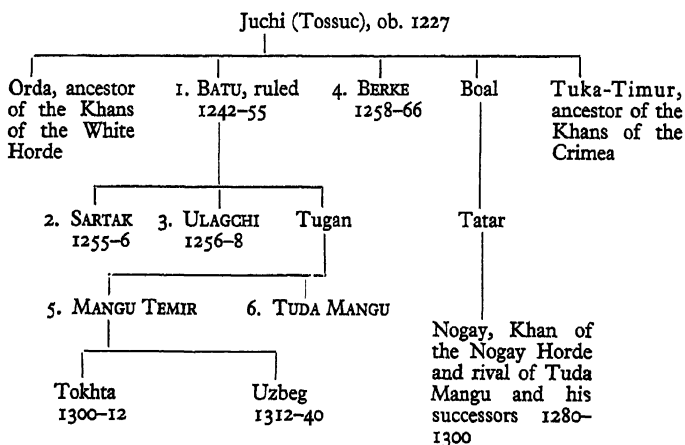 Juchi (Tossuc), ob. 1227
Orda, ancestor
of the Khans
of the White
Horde
1. BATU, ruled
1242–55
4. BERKE
1258–66
Boal
Tuka-Timur,
ancestor of the
Khans of the
Crimea
2. SARTAK
1255–6
3. ULAGCHI
1256–8
Tugan
Tatar
5. MANGU TEMIR
6. TUDA MANGU
Nogay, Khan of
the Nogay Horde
and rival of Tuda
Mangu and his
successors 1280–
1300
Tokhta
1300–12
Uzbeg
1312–40